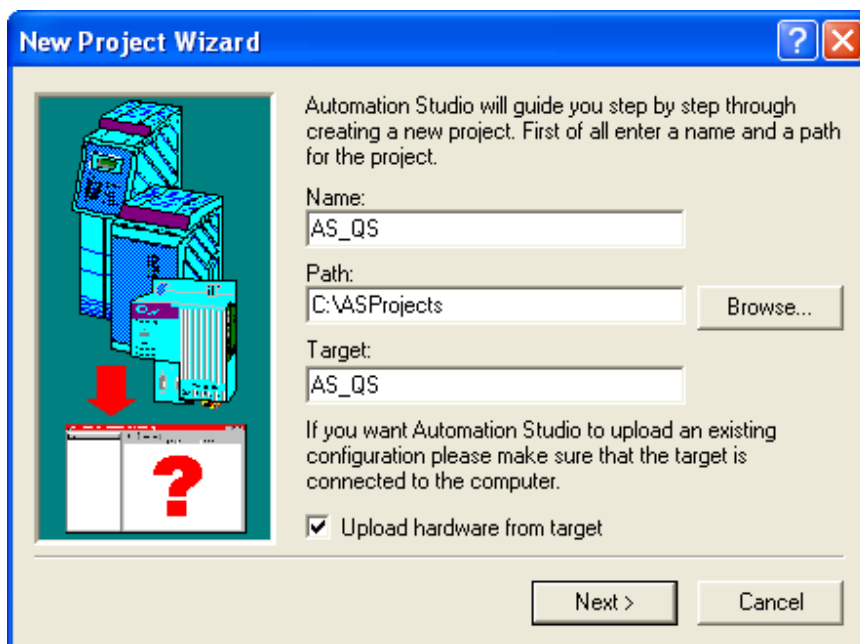 New Project Wizard
Automation Studio will guide you step by step through
creating a new project. First of all enter a name and a path
for the project.
Name:
AS_QS
Path:
C:\ASProjects
Browse...
Target:
AS_QS
If you want Automation Studio to upload an existing
configuration please make sure that the target is
connected to the computer.
Upload hardware from target
Next >
Cancel